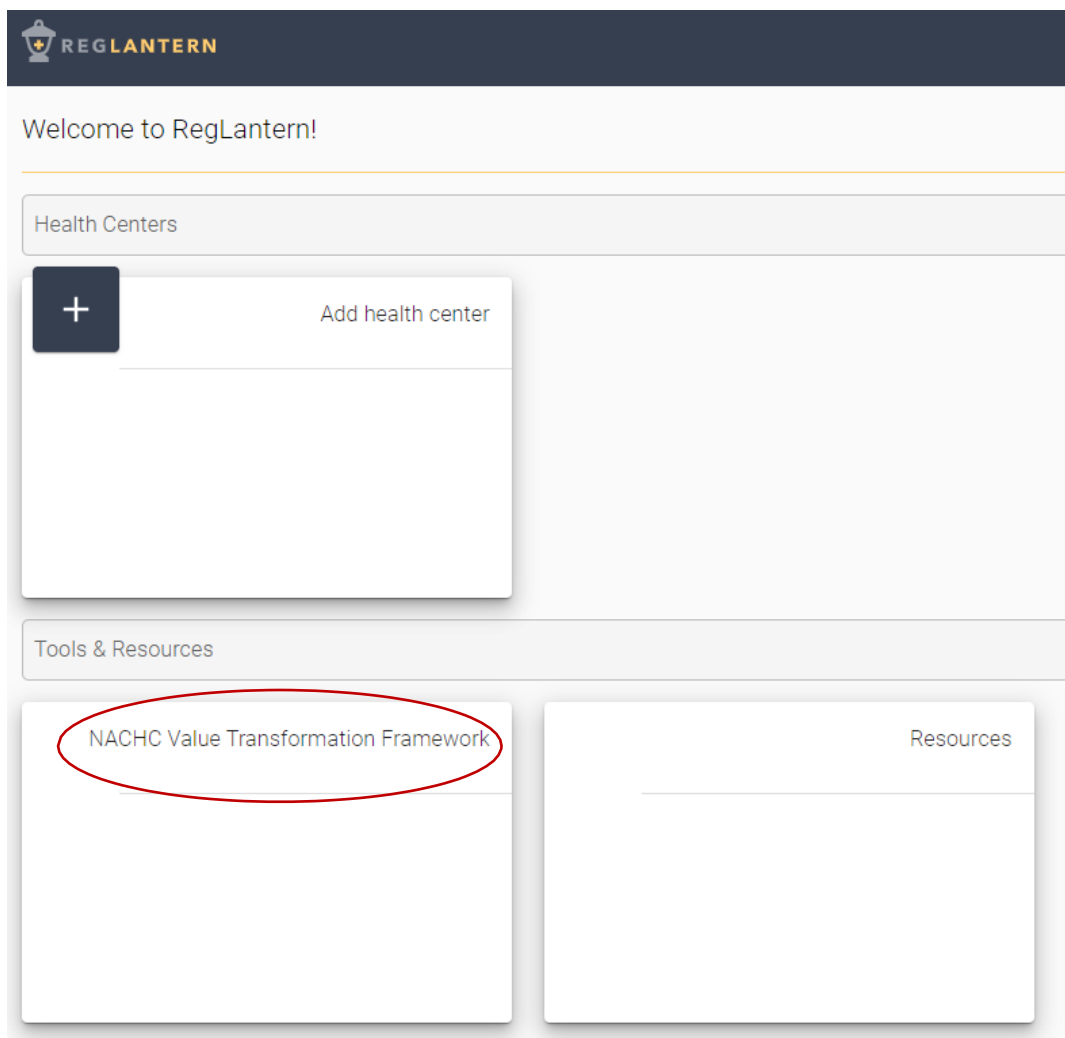 REGLANTERN
Welcome to RegLantern!
Health Centers
+
Add health center
Tools & Resources
NACHC Value Transformation Framework
Resources